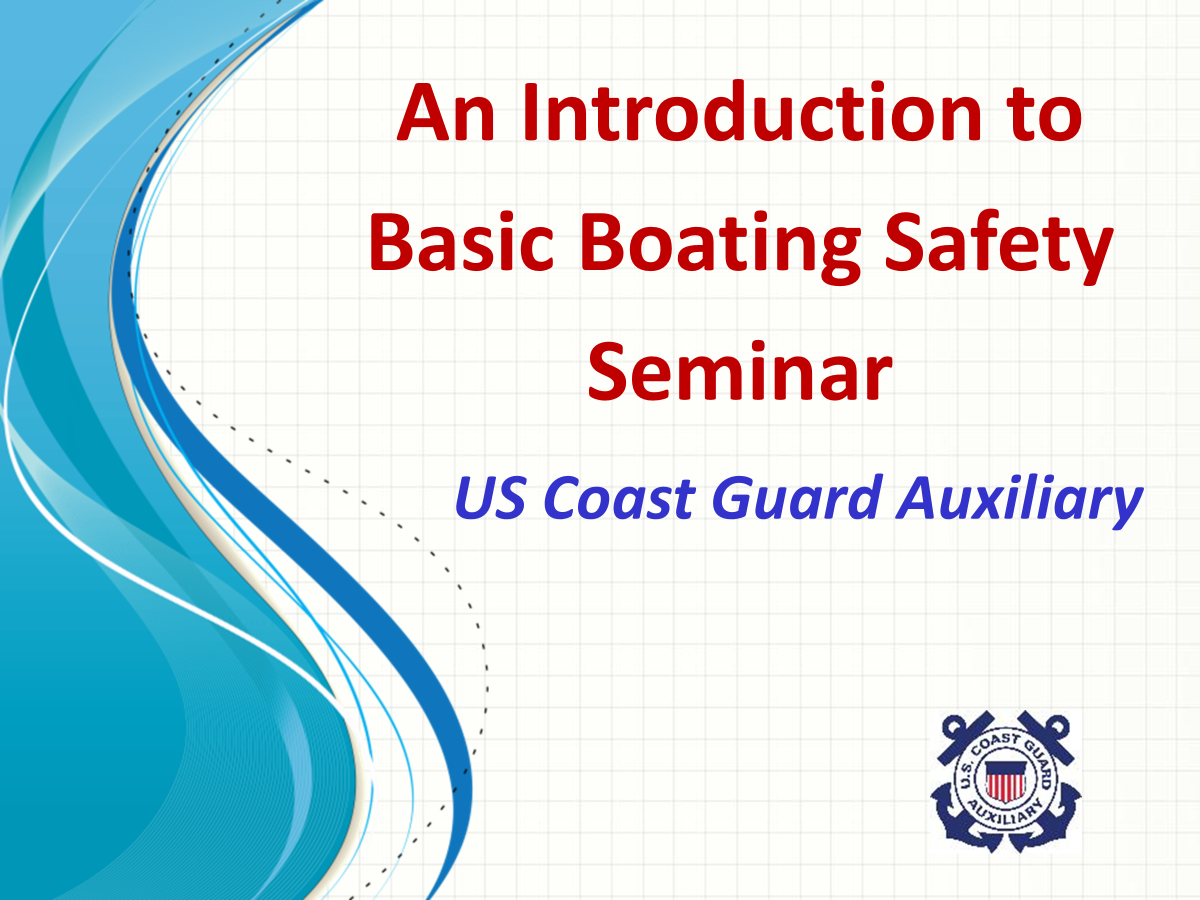 An Introduction to
Basic Boating Safety
Seminar
US Coast Guard Auxiliary
U.S. COAST GUARD
AUXILIARY